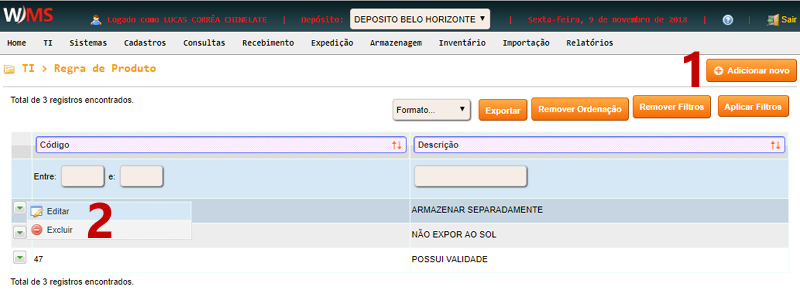 WMS Logado como LUCAS CORRÊA CHINELATE | Depósito: DEPOSITO BELO HORIZONTE | Sexta-feira, 9 de novembro de 2018 | Sair
Home TI Sistemas Cadastros Consultas Recebimento Expedição Armazenagem Inventário Importação Relatórios
TI > Regra de Produto 1 Adicionar novo
Total de 3 registros encontrados.
Formato... Exportar Remover Ordenação Remover Filtros Aplicar Filtros
Código Descrição
Entre: e:
Editar ARMAZENAR SEPARADAMENTE
2
Excluir NÃO EXPOR AO SOL
47 POSSUI VALIDADE
Total de 3 registros encontrados.